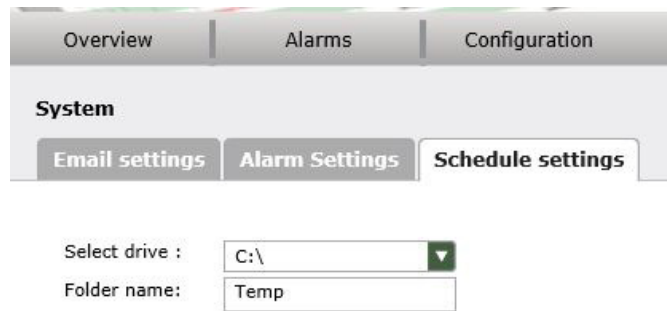 Overview Alarms Configuration
System
Email settings Alarm Settings Schedule settings
Select drive : C:\
Folder name: Temp